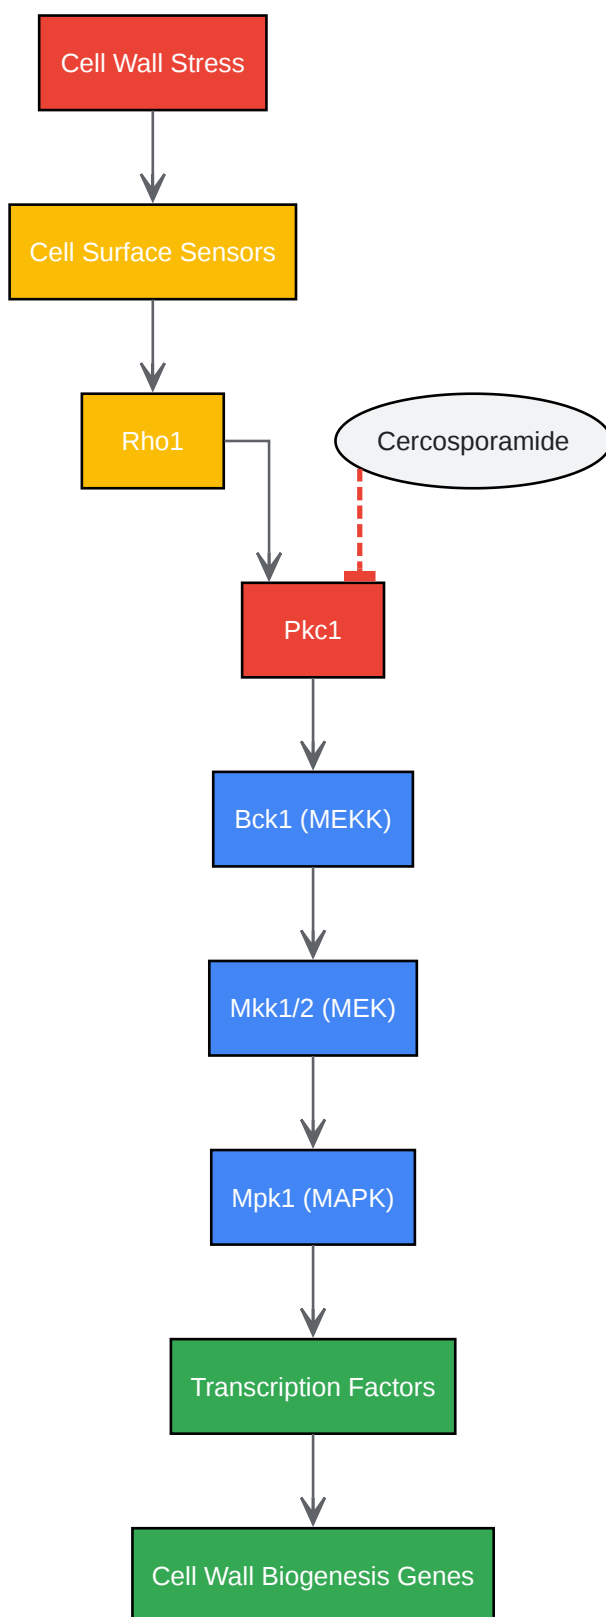 Cell Wall Stress
Cell Surface Sensors
Rho1
Cercosporamide
Pkc1
Bck1 (MEKK)
Mkk1/2 (MEK)
Mpk1 (MAPK)
Transcription Factors
Cell Wall Biogenesis Genes